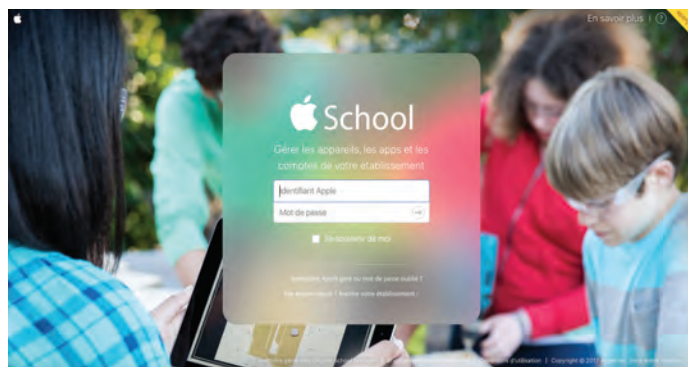 En savoir plus
School
Gérer les appareils, les apps et les
comptes de votre établissement
Identifiant Apple
Mot de passe
Se souvenir de moi
Identifiant Apple géré ou mot de passe oublié ?
Pas encore inscrit ? Inscrire votre établissement
d'utilisation | Copyright © 2017 Apple Inc.